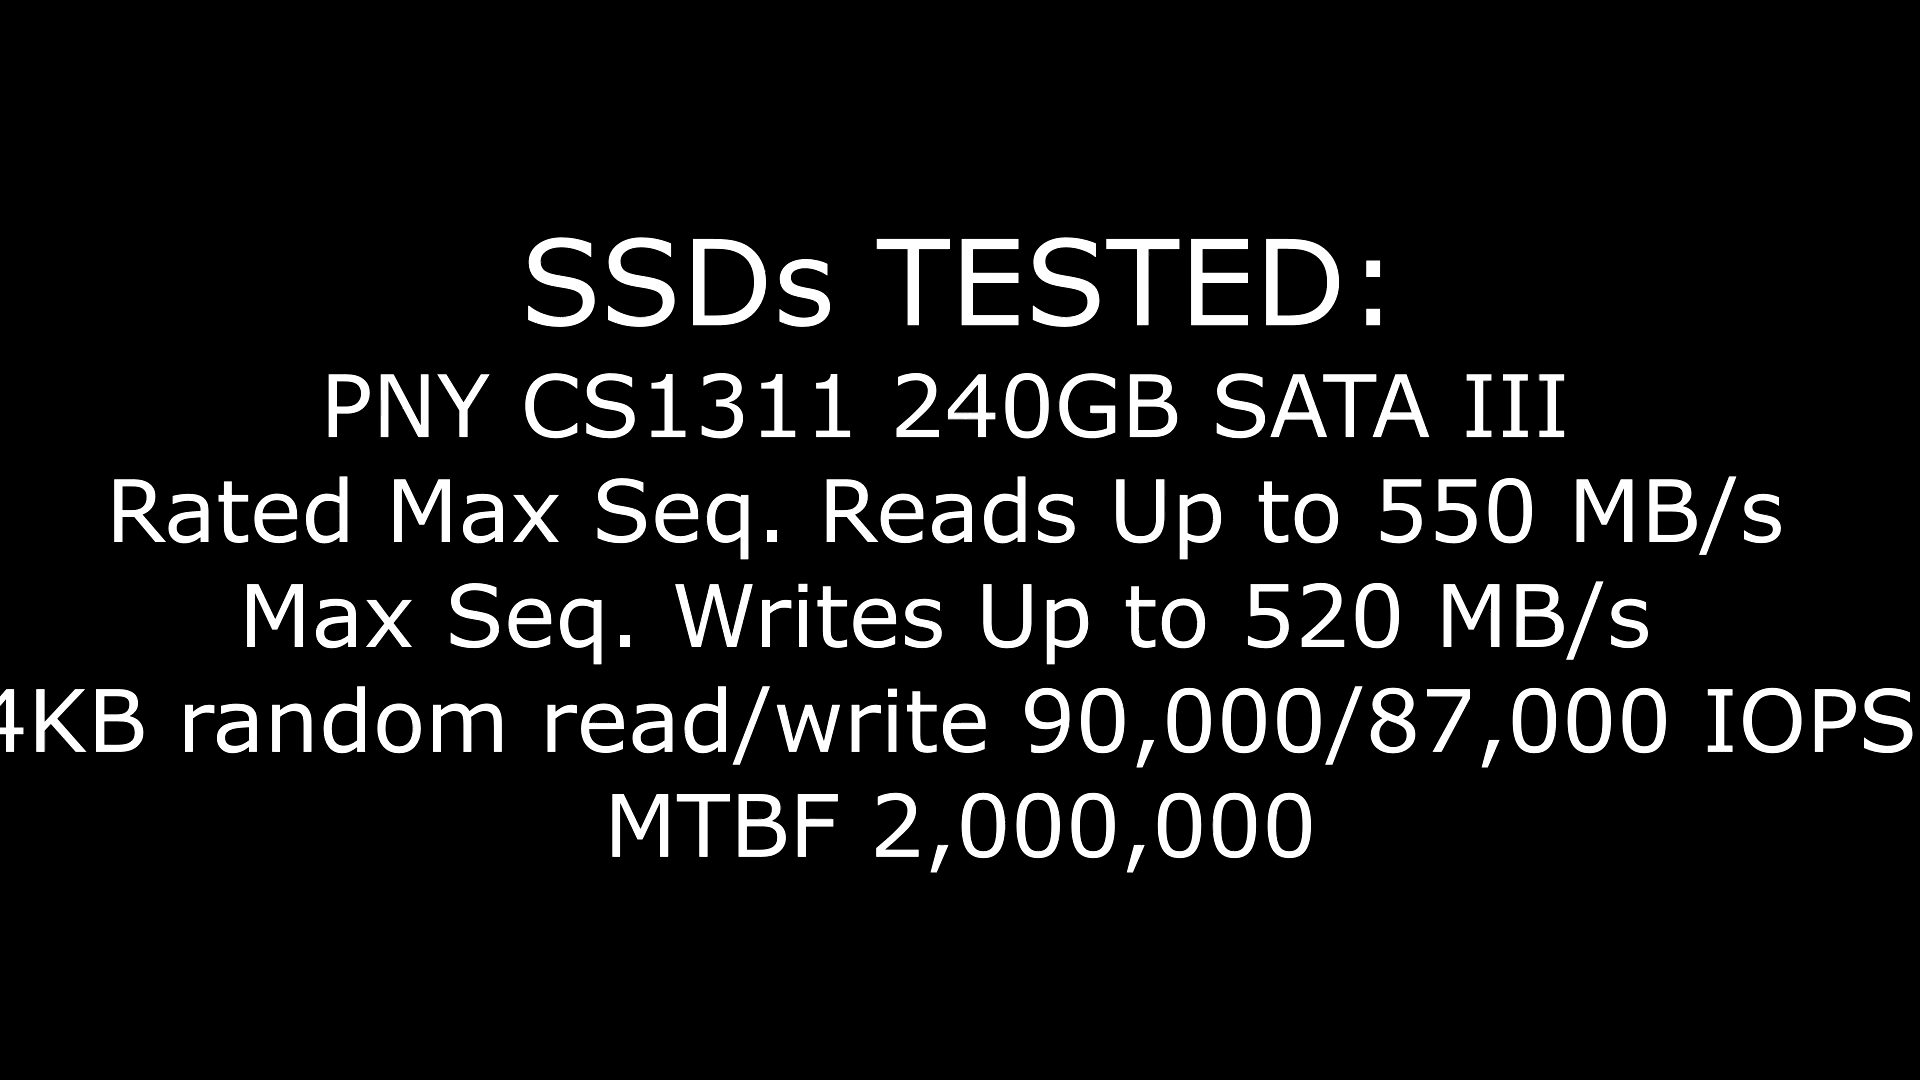 SSDs TESTED:
PNY CS1311 240GB SATA III
Rated Max Seq. Reads Up to 550 MB/s
Max Seq. Writes Up to 520 MB/s
4KB random read/write 90,000/87,000 IOPS
MTBF 2,000,000